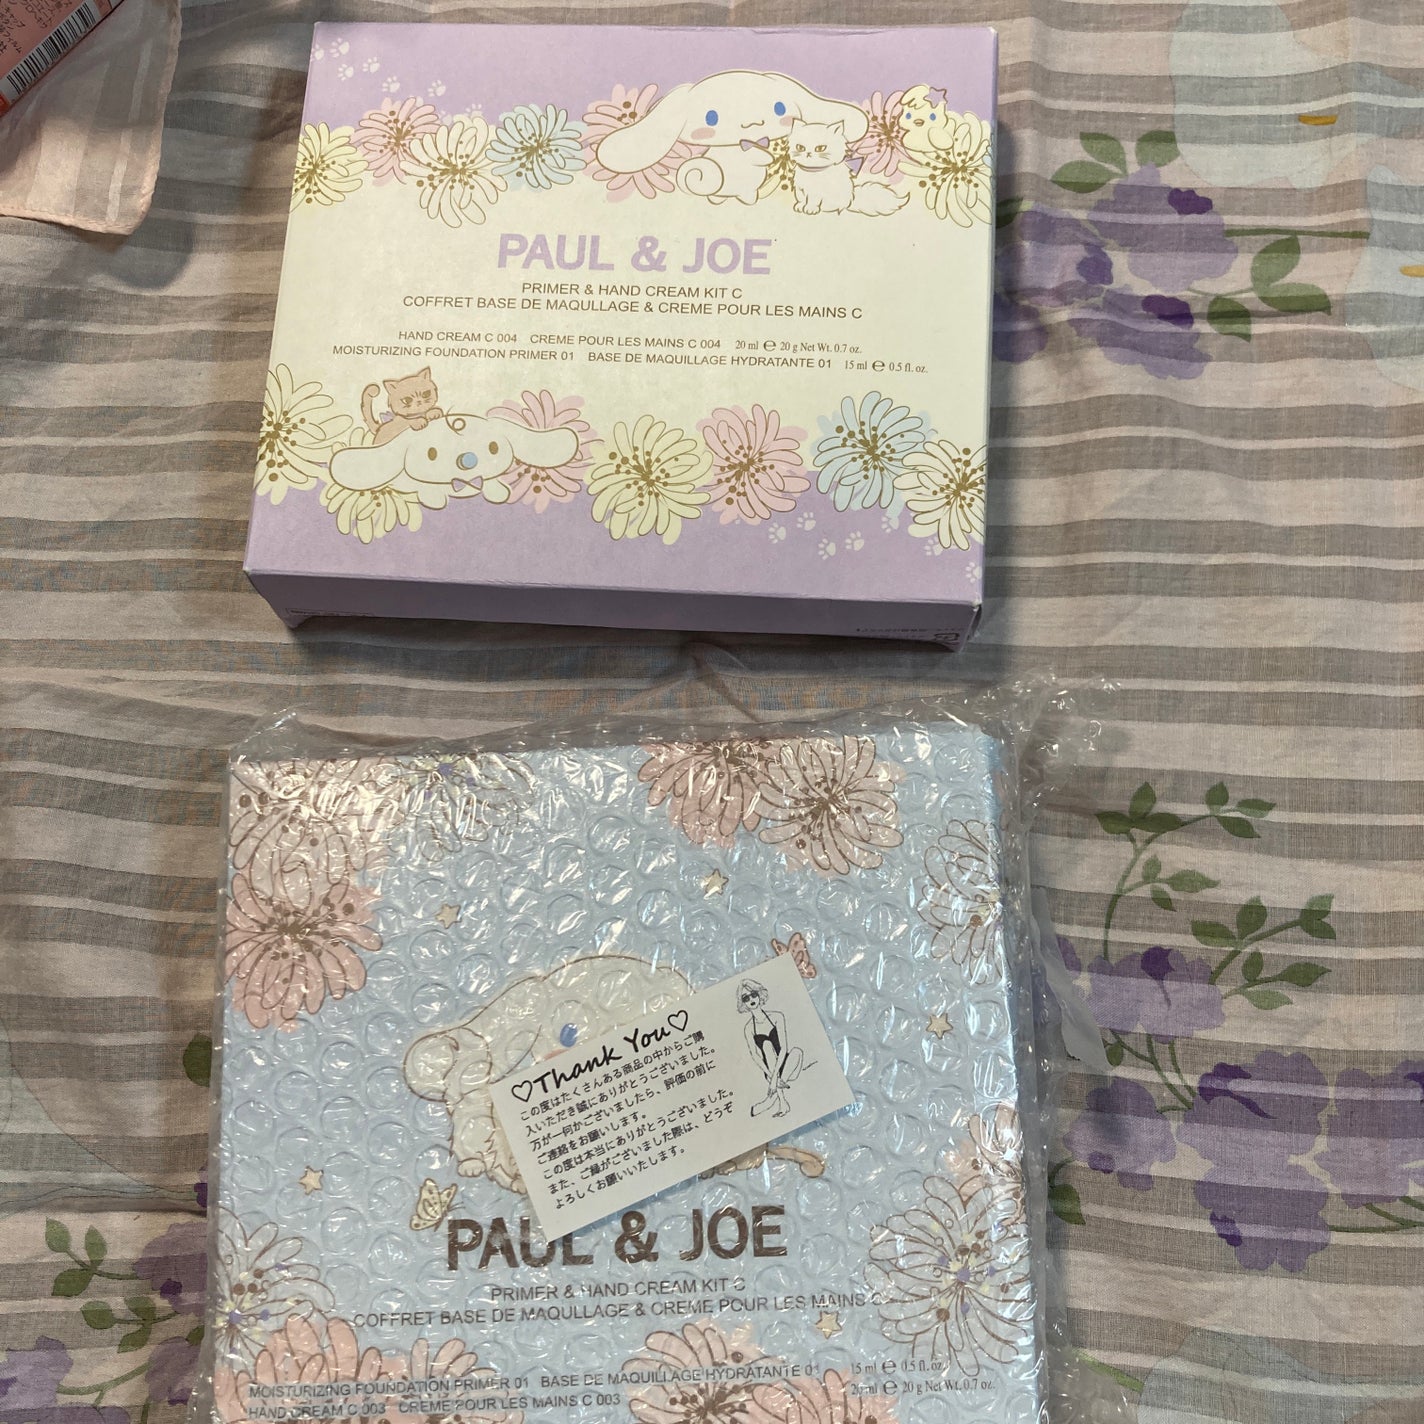 PAUL & JOE
PRIMER & HAND CREAM KIT C
COFFRET BASE DE MAQUILLAGE & CREME POUR LES MAINS C
HAND CREAM C 004 CREME POUR LES MAINS C 004 20 ml ℮ 20 g Net Wt. 0.7 oz.
MOISTURIZING FOUNDATION PRIMER 01 BASE DE MAQUILLAGE HYDRATANTE 01 15 ml ℮ 0.5 fl. oz.
♡Thank You♡
この度はたくさんある商品の中からご購
入いただき誠にありがとうございました。
万が一何かございましたら、評価の前に
ご連絡をお願いします。
この度は本当にありがとうございました。
また、ご縁がございました際は、どうぞ
よろしくお願いいたします。
PAUL & JOE
PRIMER & HAND CREAM KIT C
COFFRET BASE DE MAQUILLAGE & CREME POUR LES MAINS C
MOISTURIZING FOUNDATION PRIMER 01 BASE DE MAQUILLAGE HYDRATANTE 01 15 ml ℮ 0.5 fl. oz.
HAND CREAM C 003 CREME POUR LES MAINS C 003 20 ml ℮ 20 g Net Wt. 0.7 oz.